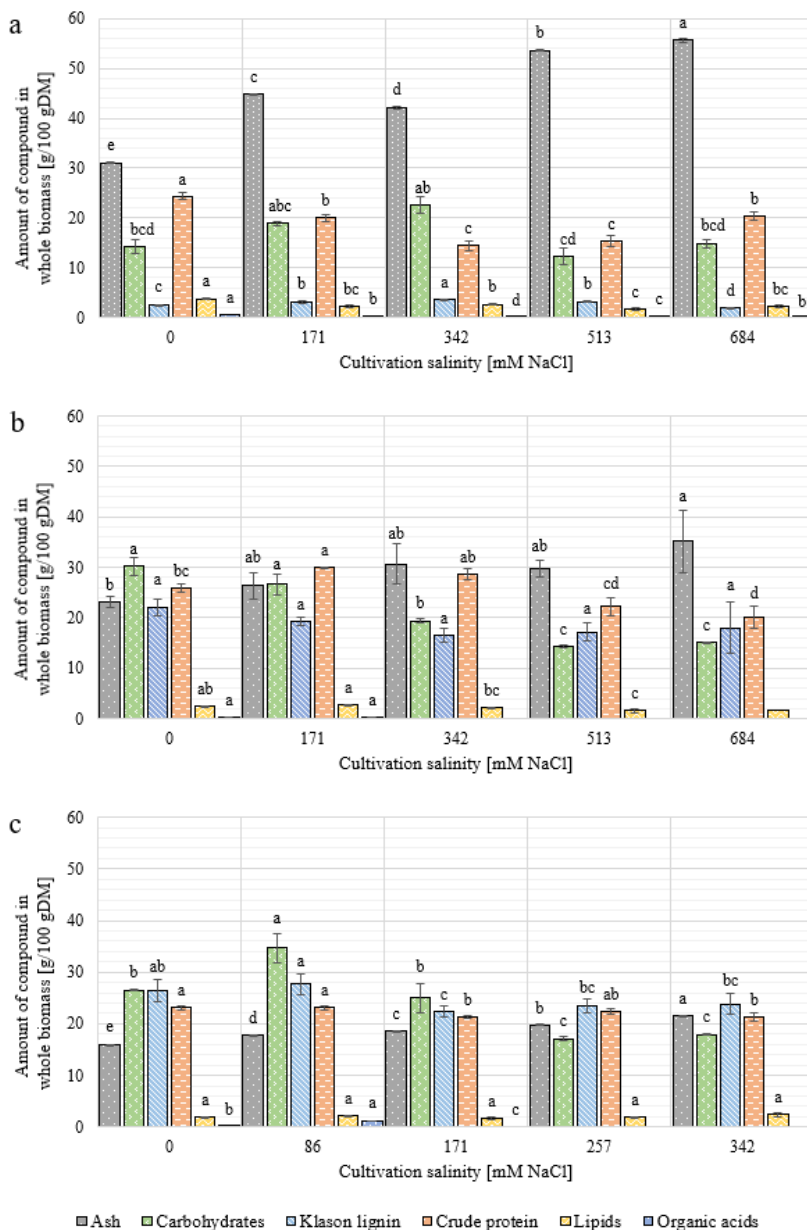 a
Amount of compound in
whole biomass [g/100 gDM]
60
50
40
30
20
10
0
e
bcd
c
a
a
a
c
abc
b
b
bc
b
d
ab
a
c
b
d
b
cd
b
c
c
c
a
bcd
d
b
bc
b
0 171 342 513 684
Cultivation salinity [mM NaCl]
b
Amount of compound in
whole biomass [g/100 gDM]
60
50
40
30
20
10
0
b
a
a
bc
ab
a
ab
a
a
a
a
a
ab
b
a
ab
bc
ab
c
a
cd
c
a
c
a
d
0 171 342 513 684
Cultivation salinity [mM NaCl]
c
Amount of compound in
whole biomass [g/100 gDM]
60
50
40
30
20
10
0
e
b
ab
a
a
b
d
a
a
a
a
a
c
b
c
b
a
c
b
c
bc
ab
a
a
c
bc
b
a
0 86 171 257 342
Cultivation salinity [mM NaCl]
Ash Carbohydrates Klason lignin Crude protein Lipids Organic acids